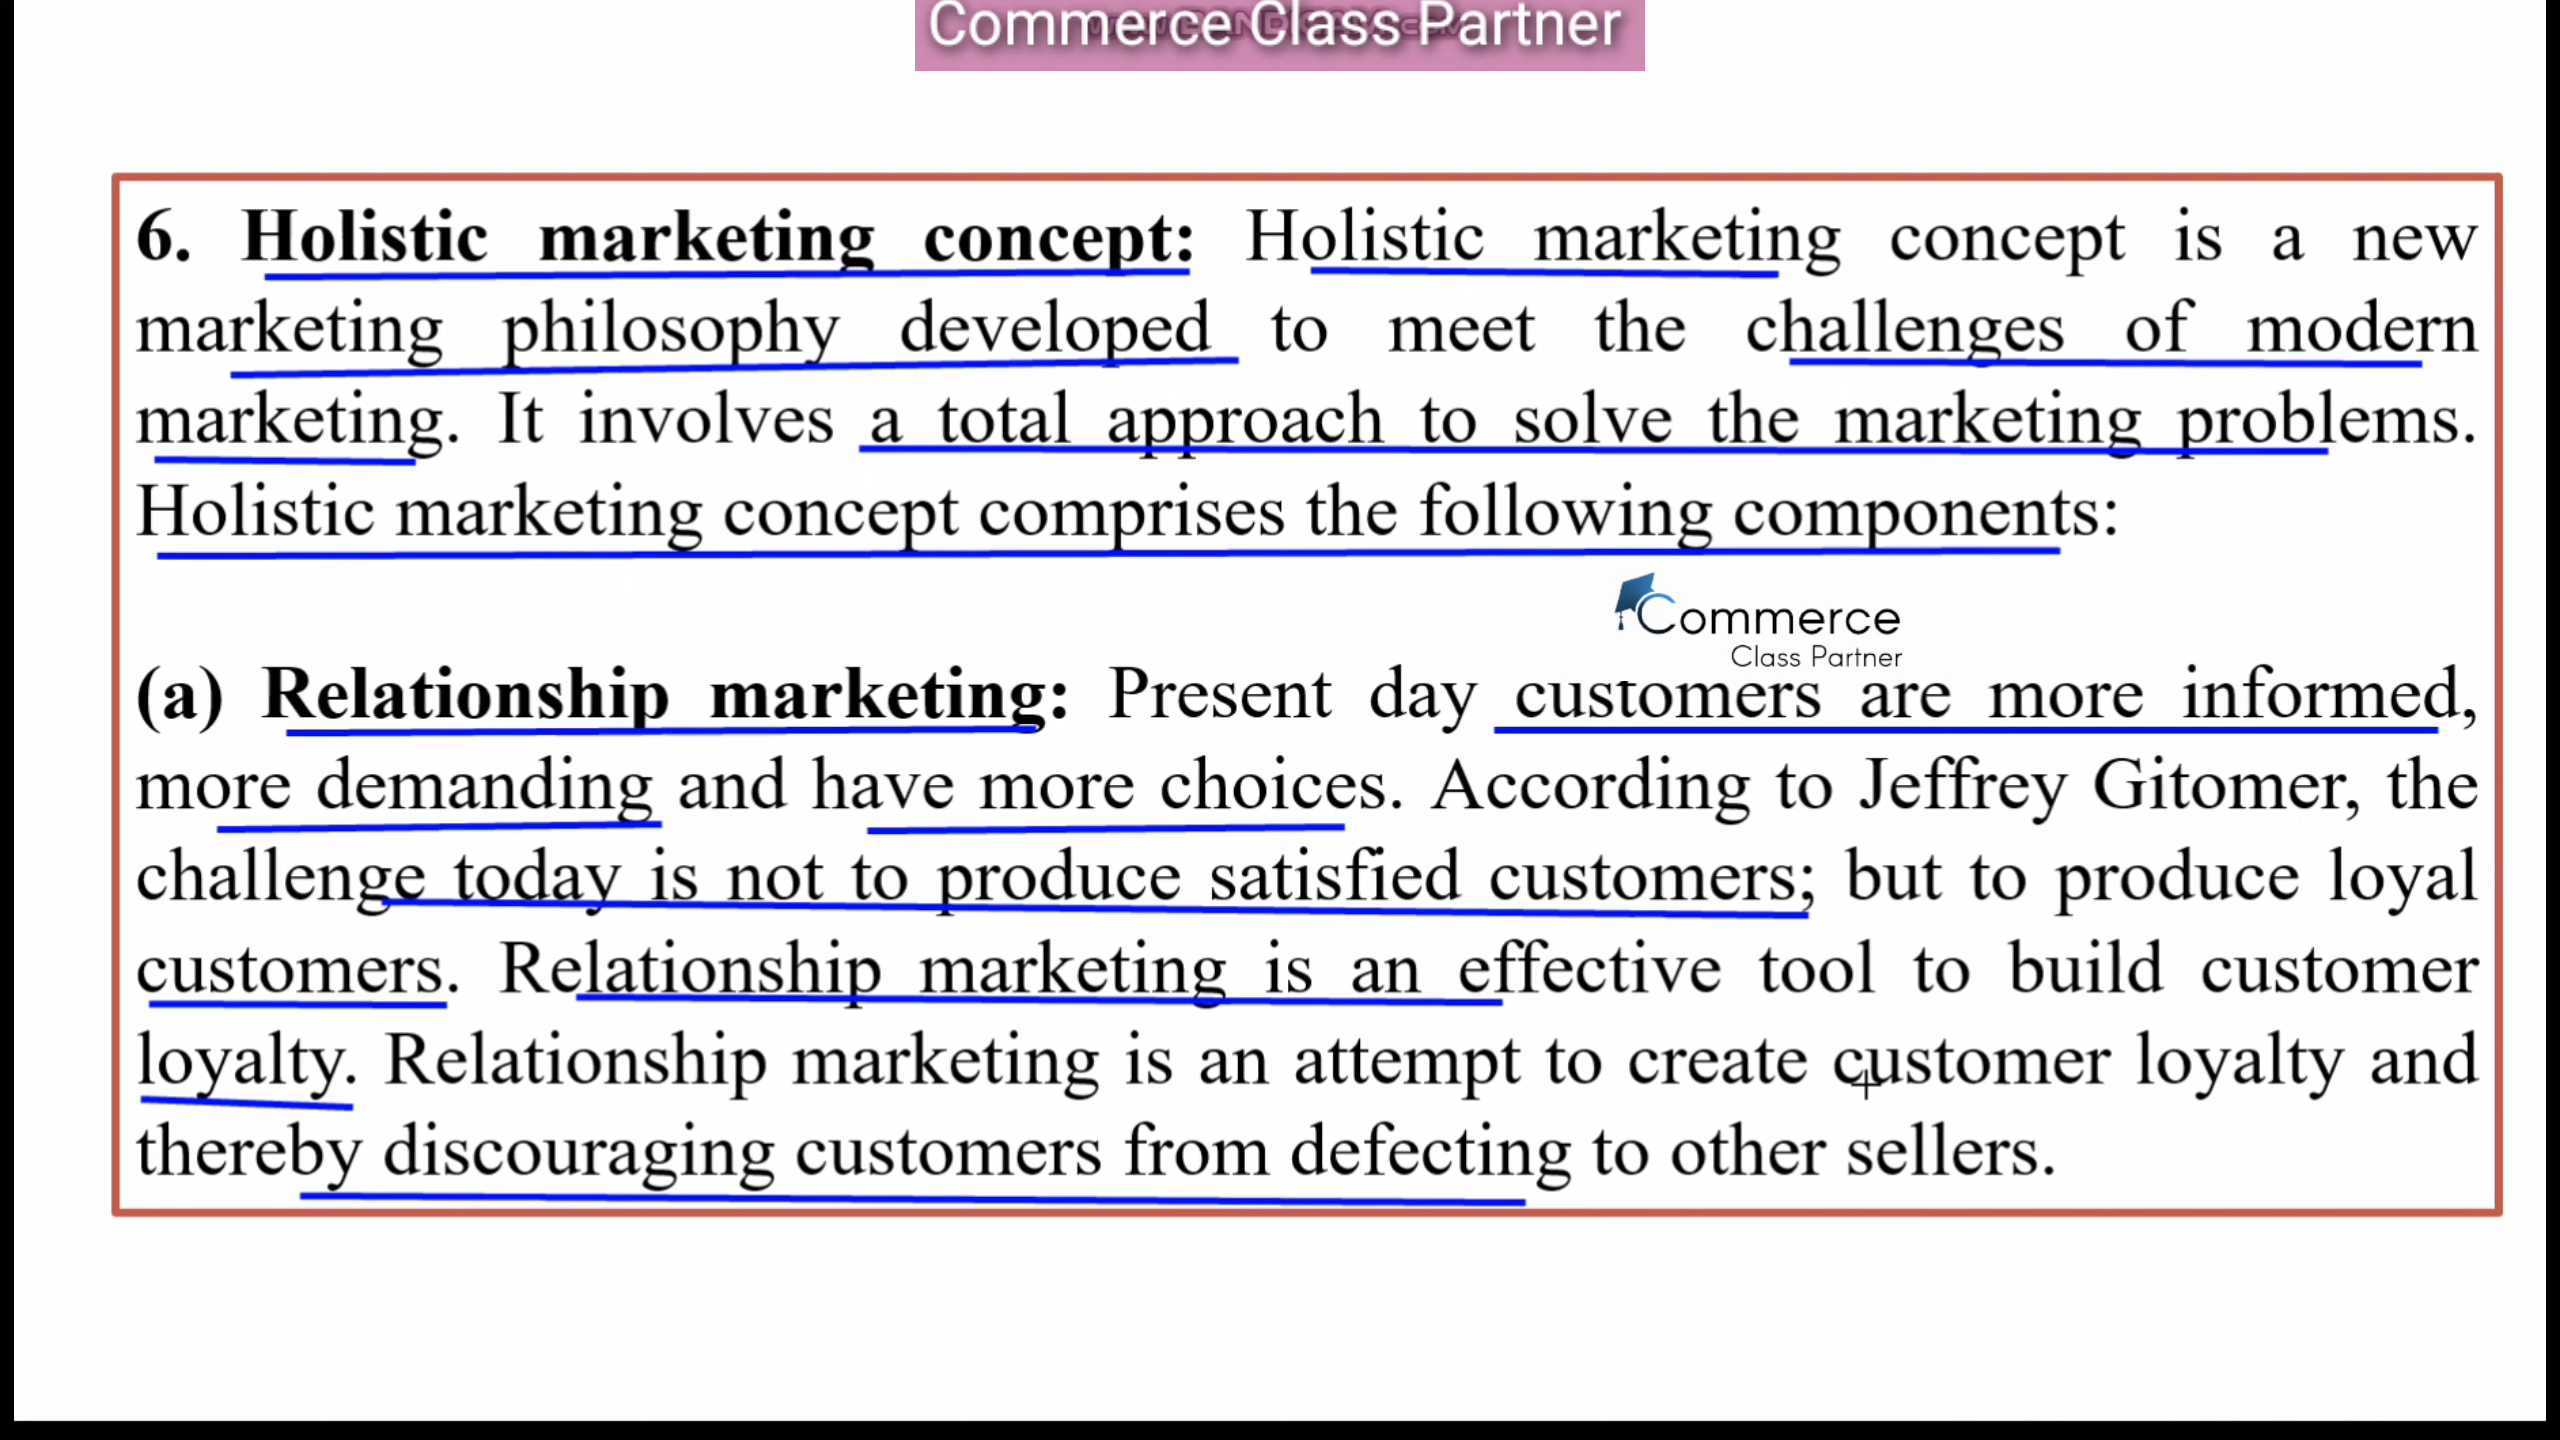 Commerce Class Partner
6. Holistic marketing concept: Holistic marketing concept is a new
marketing philosophy developed to meet the challenges of modern
marketing. It involves a total approach to solve the marketing problems.
Holistic marketing concept comprises the following components:
Commerce
Class Partner
(a) Relationship marketing: Present day customers are more informed,
more demanding and have more choices. According to Jeffrey Gitomer, the
challenge today is not to produce satisfied customers; but to produce loyal
customers. Relationship marketing is an effective tool to build customer
loyalty. Relationship marketing is an attempt to create customer loyalty and
thereby discouraging customers from defecting to other sellers.